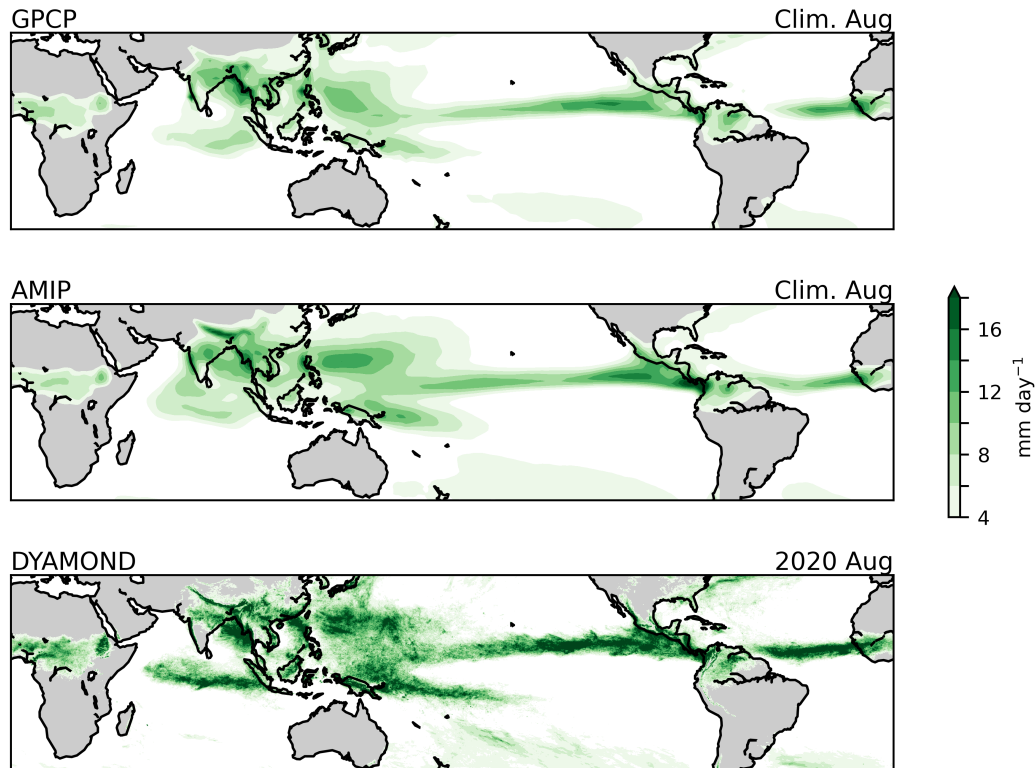 GPCP Clim. Aug
AMIP Clim. Aug
16
12
8
4
mm day⁻¹
DYAMOND 2020 Aug